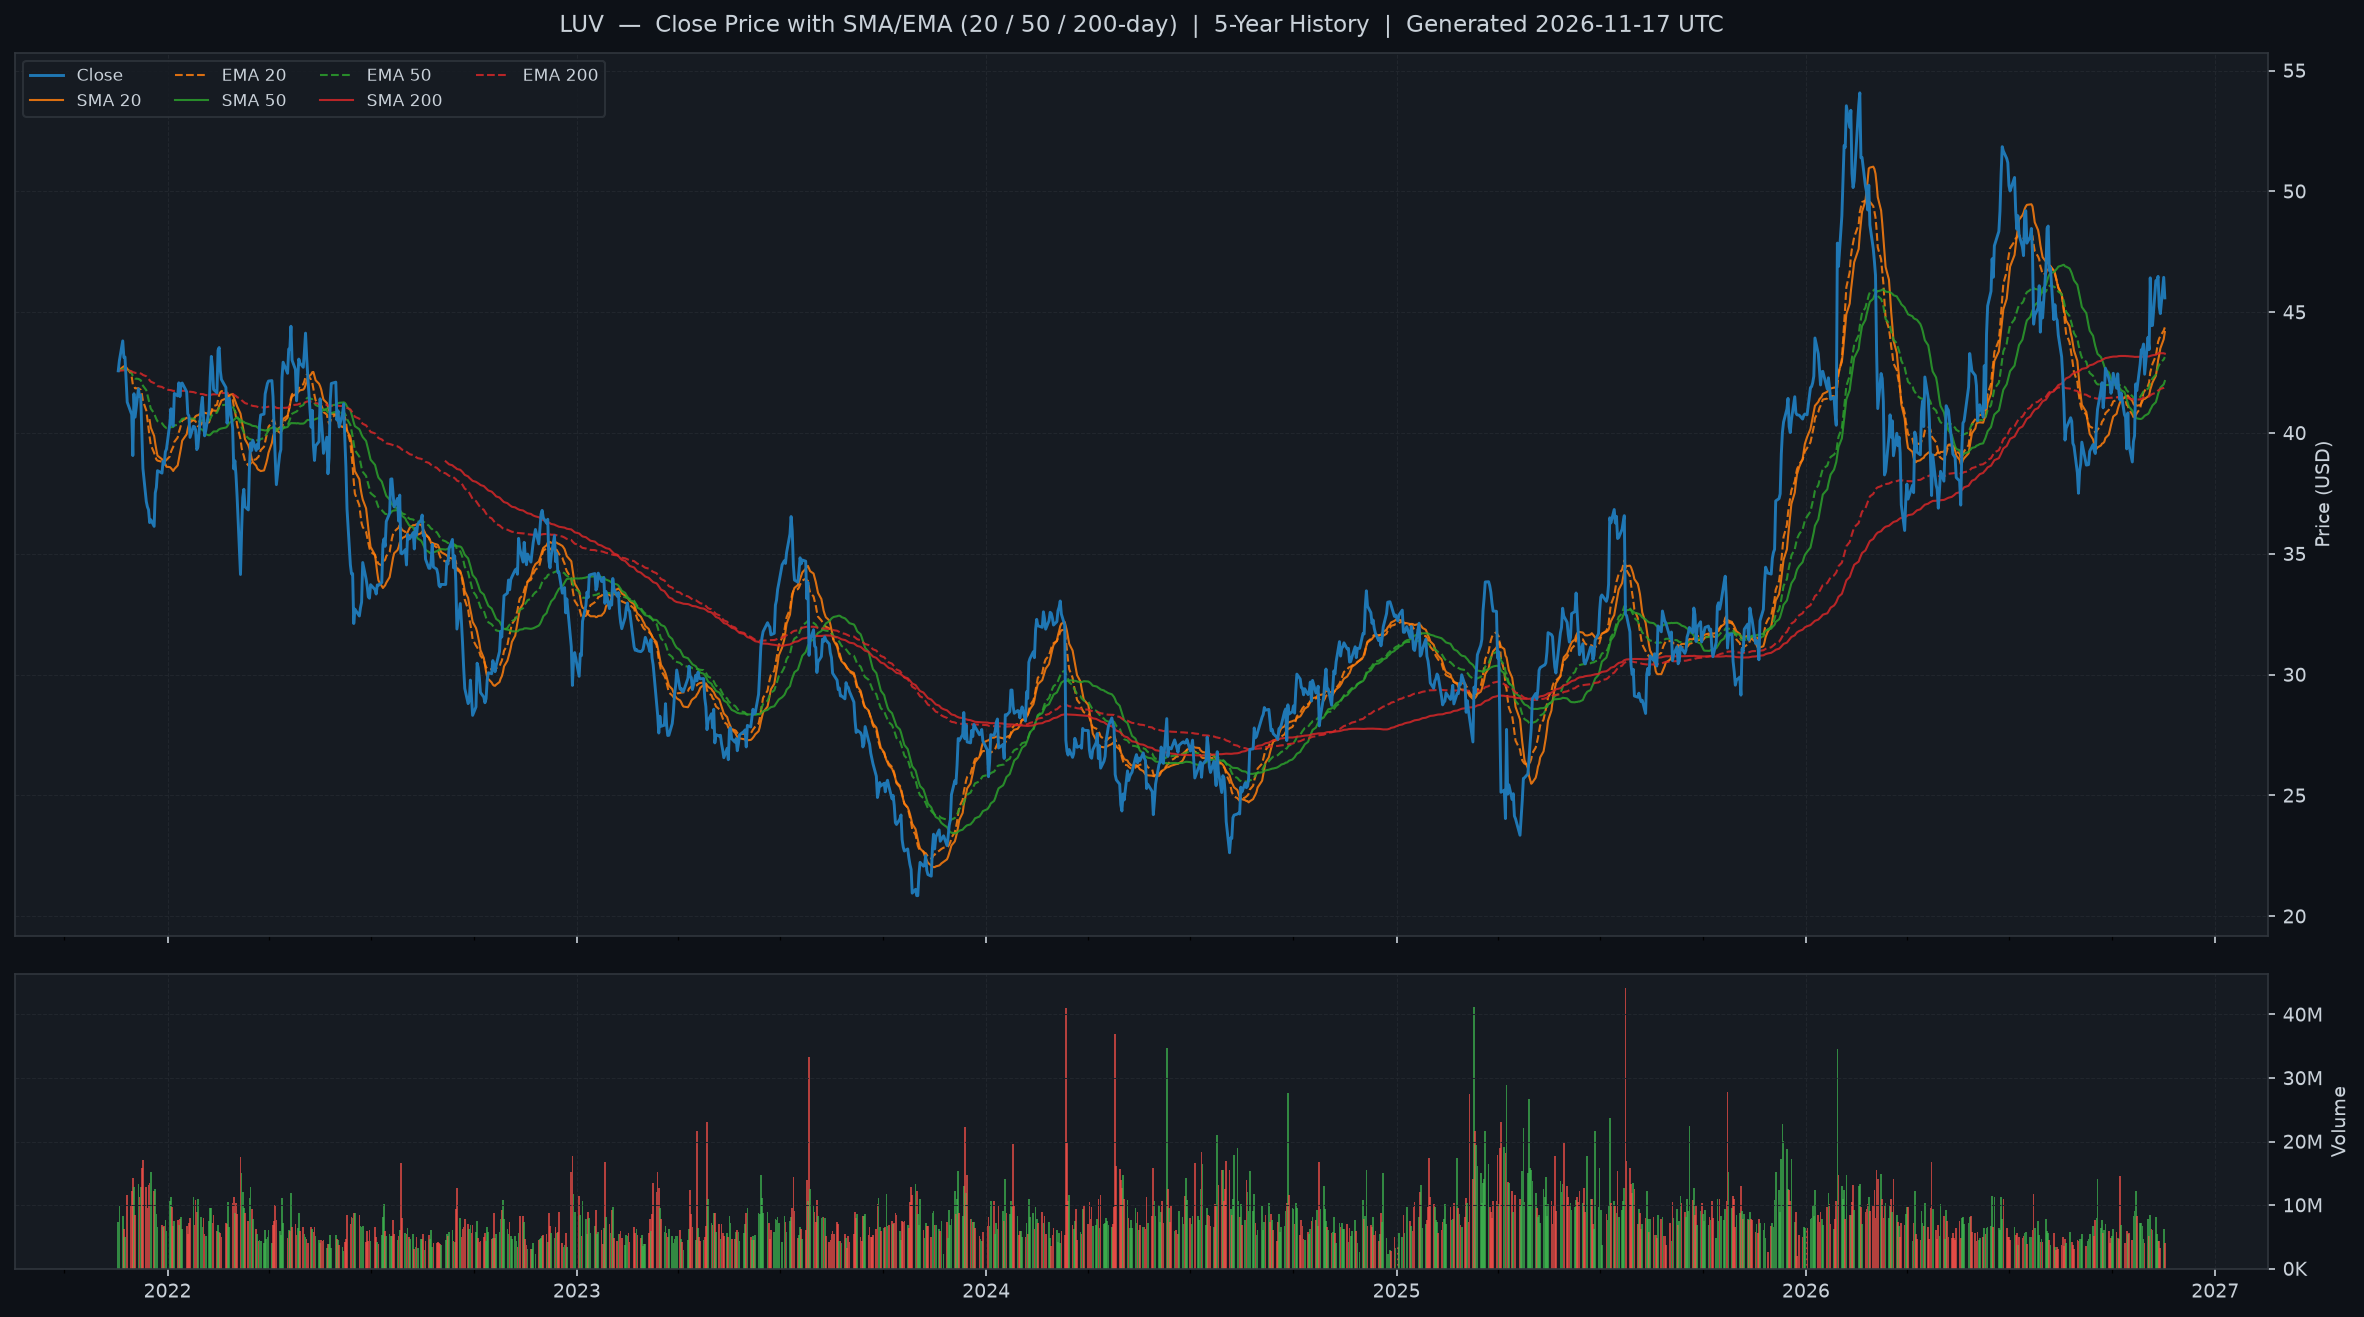 LUV — Close Price with SMA/EMA (20 / 50 / 200-day) | 5-Year History | Generated 2026-11-17 UTC
Close EMA 20 EMA 50 EMA 200
SMA 20 SMA 50 SMA 200
55
50
45
40
35
30
25
20
Price (USD)
40M
30M
20M
10M
0K
Volume
2022 2023 2024 2025 2026 2027